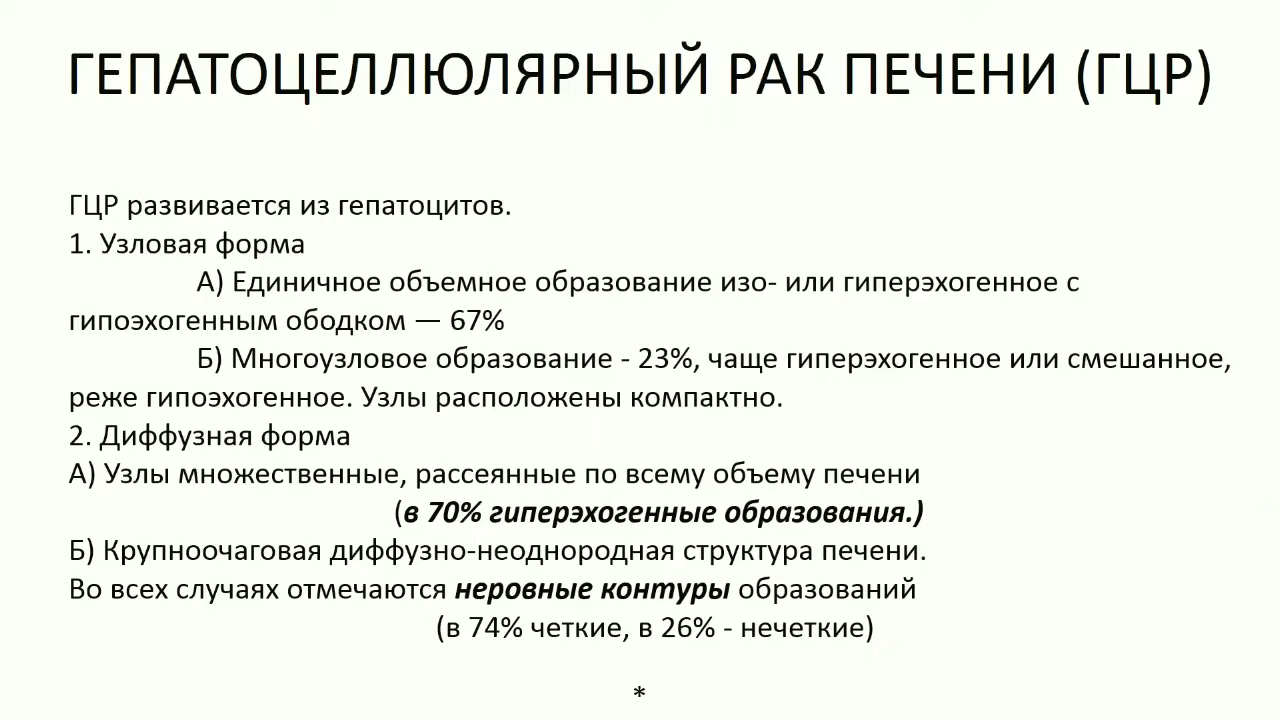 ГЕПАТОЦЕЛЛЮЛЯРНЫЙ РАК ПЕЧЕНИ (ГЦР)
ГЦР развивается из гепатоцитов.
1. Узловая форма
А) Единичное объемное образование изо- или гиперэхогенное с
гипоэхогенным ободком — 67%
Б) Многоузловое образование - 23%, чаще гиперэхогенное или смешанное,
реже гипоэхогенное. Узлы расположены компактно.
2. Диффузная форма
А) Узлы множественные, рассеянные по всему объему печени
(в 70% гиперэхогенные образования.)
Б) Крупноочаговая диффузно-неоднородная структура печени.
Во всех случаях отмечаются неровные контуры образований
(в 74% четкие, в 26% - нечеткие)
*